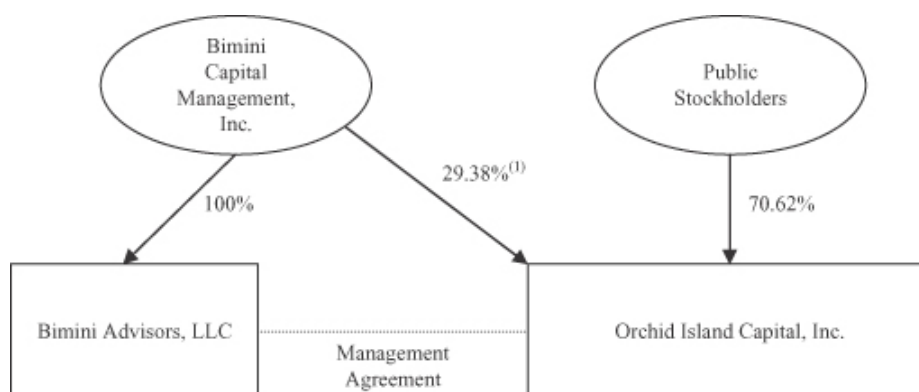 Bimini
Capital
Management,
Inc.
Public
Stockholders
29.38%(1)
100%
70.62%
Bimini Advisors, LLC
Management
Agreement
Orchid Island Capital, Inc.